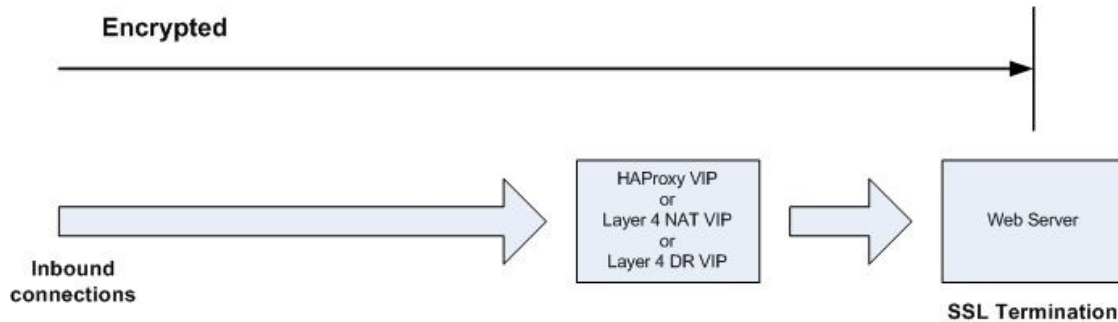 Encrypted
HAProxy VIP
or
Layer 4 NAT VIP
or
Layer 4 DR VIP
Web Server
Inbound
connections
SSL Termination